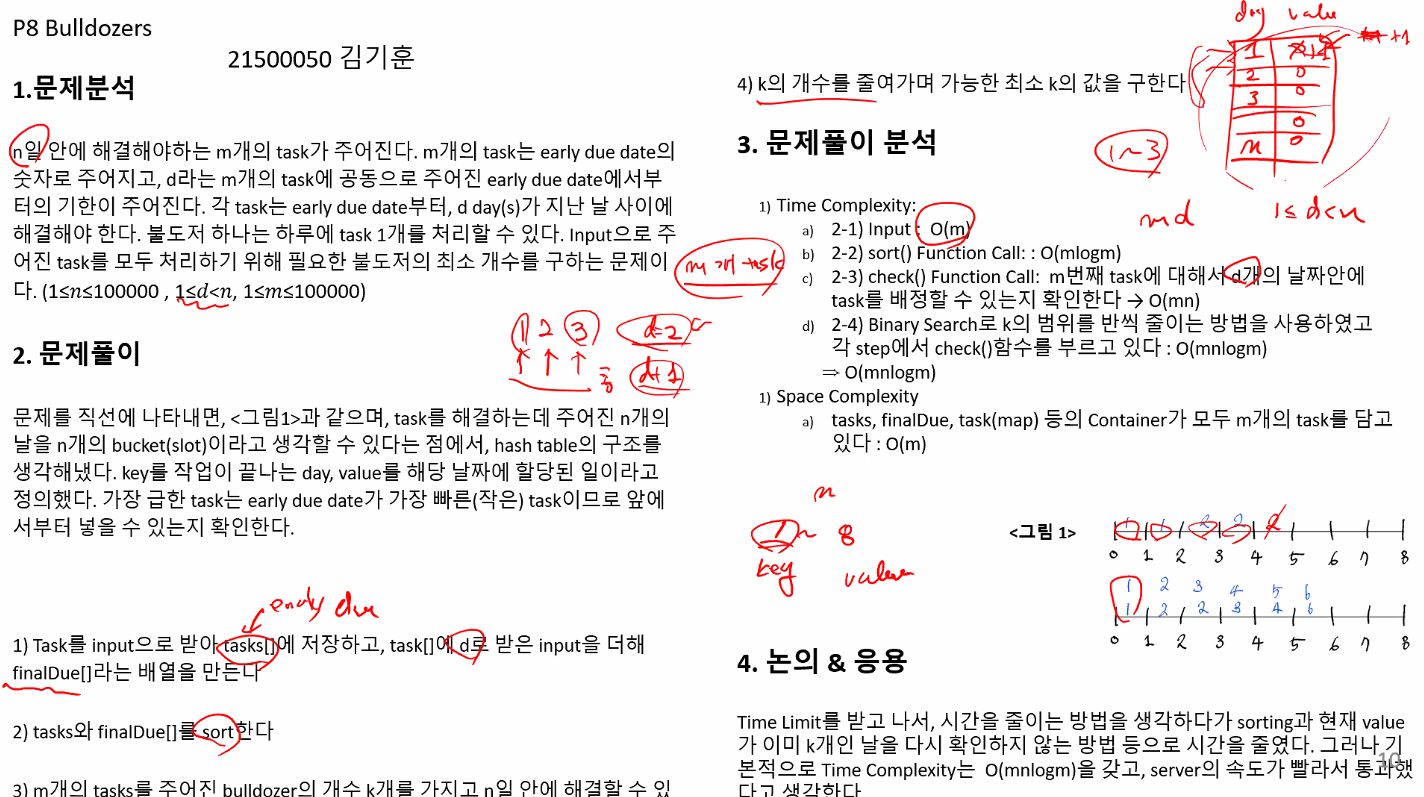 P8 Bulldozers
21500050 김기훈
1.문제분석
n일 안에 해결해야하는 m개의 task가 주어진다. m개의 task는 early due date의
숫자로 주어지고, d라는 m개의 task에 공동으로 주어진 early due date에서부
터의 기한이 주어진다. 각 task는 early due date부터, d day(s)가 지난 날 사이에
해결해야 한다. 불도저 하나는 하루에 task 1개를 처리할 수 있다. Input으로 주
어진 task를 모두 처리하기 위해 필요한 불도저의 최소 개수를 구하는 문제이
다. (1≤n≤100000 , 1≤d<n, 1≤m≤100000)
m개 task
1 2 3 d=2
d+1
2. 문제풀이
문제를 직선에 나타내면, <그림1>과 같으며, task를 해결하는데 주어진 n개의
날을 n개의 bucket(slot)이라고 생각할 수 있다는 점에서, hash table의 구조를
생각해냈다. key를 작업이 끝나는 day, value를 해당 날짜에 할당된 일이라고
정의했다. 가장 급한 task는 early due date가 가장 빠른(작은) task이므로 앞에
서부터 넣을 수 있는지 확인한다.
early due
1) Task를 input으로 받아 tasks[]에 저장하고, task[]에 d로 받은 input을 더해
finalDue[]라는 배열을 만든다
2) tasks와 finalDue[]를 sort한다
3) m개의 tasks를 주어진 bulldozer의 개수 k개를 가지고 n일 안에 해결할 수 있
4) k의 개수를 줄여가며 가능한 최소 k의 값을 구한다
day value
1 +1
2 0
3 0
0
n 0
1~3
md 1≤d<n
3. 문제풀이 분석
1) Time Complexity:
a) 2-1) Input : O(m)
b) 2-2) sort() Function Call: : O(mlogm)
c) 2-3) check() Function Call: m번째 task에 대해서 d개의 날짜안에
task를 배정할 수 있는지 확인한다 → O(mn)
d) 2-4) Binary Search로 k의 범위를 반씩 줄이는 방법을 사용하였고
각 step에서 check()함수를 부르고 있다 : O(mnlogm)
⇒ O(mnlogm)
1) Space Complexity
a) tasks, finalDue, task(map) 등의 Container가 모두 m개의 task를 담고
있다 : O(m)
n
1 ~ 8
key value
<그림 1>
1 1 2 2 2
0 1 2 3 4 5 6 7 8
1 2 3 4 5 6
1 2 2 3 4 6
0 1 2 3 4 5 6 7 8
4. 논의 & 응용
Time Limit를 받고 나서, 시간을 줄이는 방법을 생각하다가 sorting과 현재 value
가 이미 k개인 날을 다시 확인하지 않는 방법 등으로 시간을 줄였다. 그러나 기
본적으로 Time Complexity는 O(mnlogm)을 갖고, server의 속도가 빨라서 통과했
다고 생각한다
10